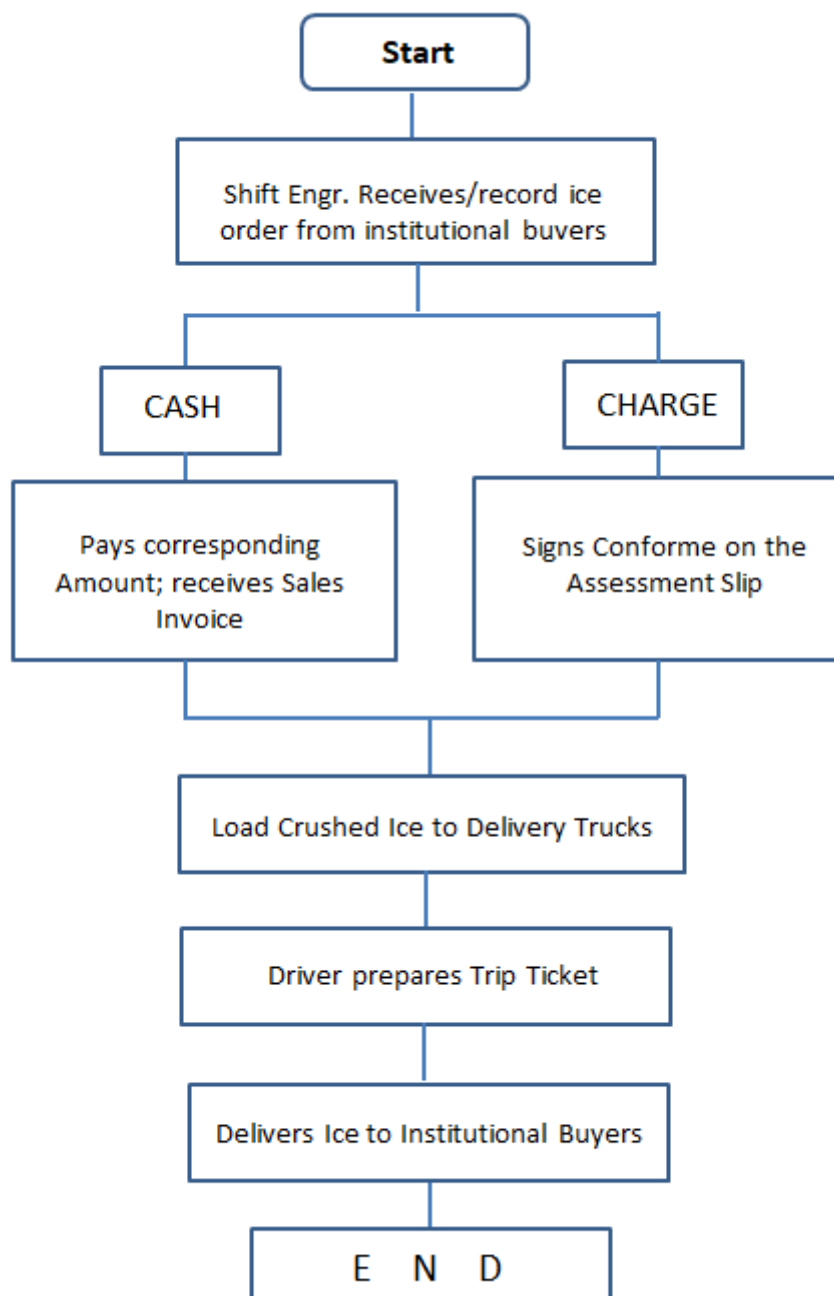 Start
Shift Engr. Receives/record ice
order from institutional buvers
CASH
CHARGE
Pays corresponding
Amount; receives Sales
Invoice
Signs Conforme on the
Assessment Slip
Load Crushed Ice to Delivery Trucks
Driver prepares Trip Ticket
Delivers Ice to Institutional Buyers
E N D